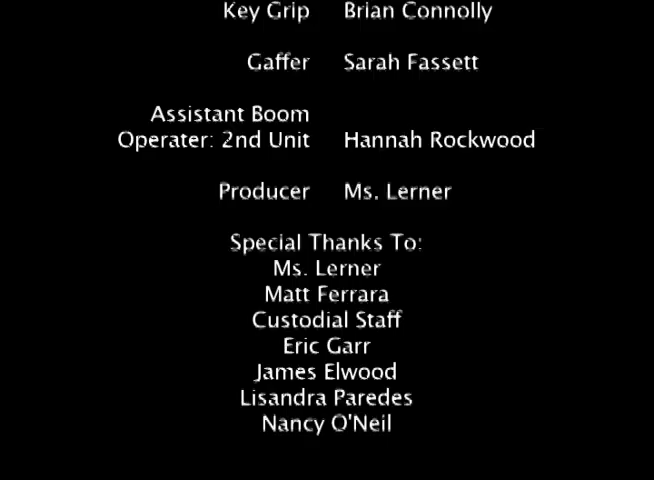 Key Grip Brian Connolly
Gaffer Sarah Fassett
Assistant Boom
Operater: 2nd Unit Hannah Rockwood
Producer Ms. Lerner
Special Thanks To:
Ms. Lerner
Matt Ferrara
Custodial Staff
Eric Garr
James Elwood
Lisandra Paredes
Nancy O'Neil